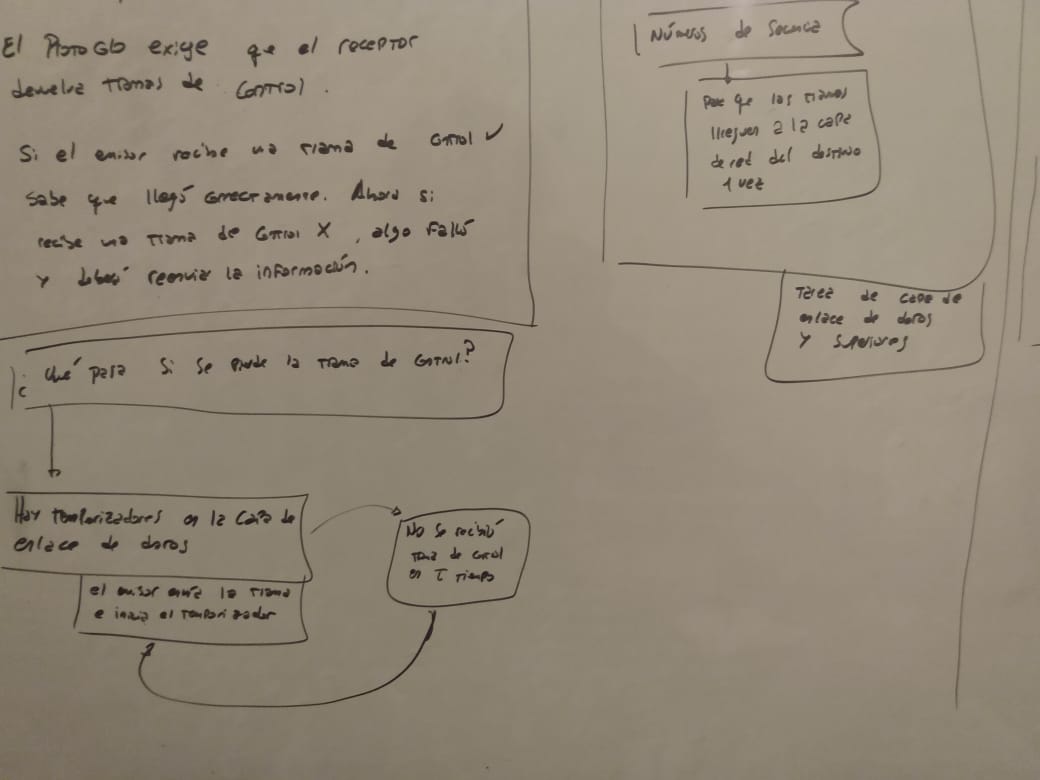 El Protocolo exige que el receptor
devuelva tramas de control.
Si el emisor recibe una trama de control ✓
sabe que llegó correctamente. Ahora si
recibe una trama de control X, algo falló
y deberá reenviar la información.
¿Qué pasa si se pierde la trama de control?
Hay temporizadores en la capa de
enlace de datos
el emisor envía la trama
e inicia el temporizador
No se recibió
trama de control
en T tiempo
Números de Secuencia
Para que las tramas
lleguen a la capa
de red del destino
1 vez
Tarea de capa de
enlace de datos
y superiores